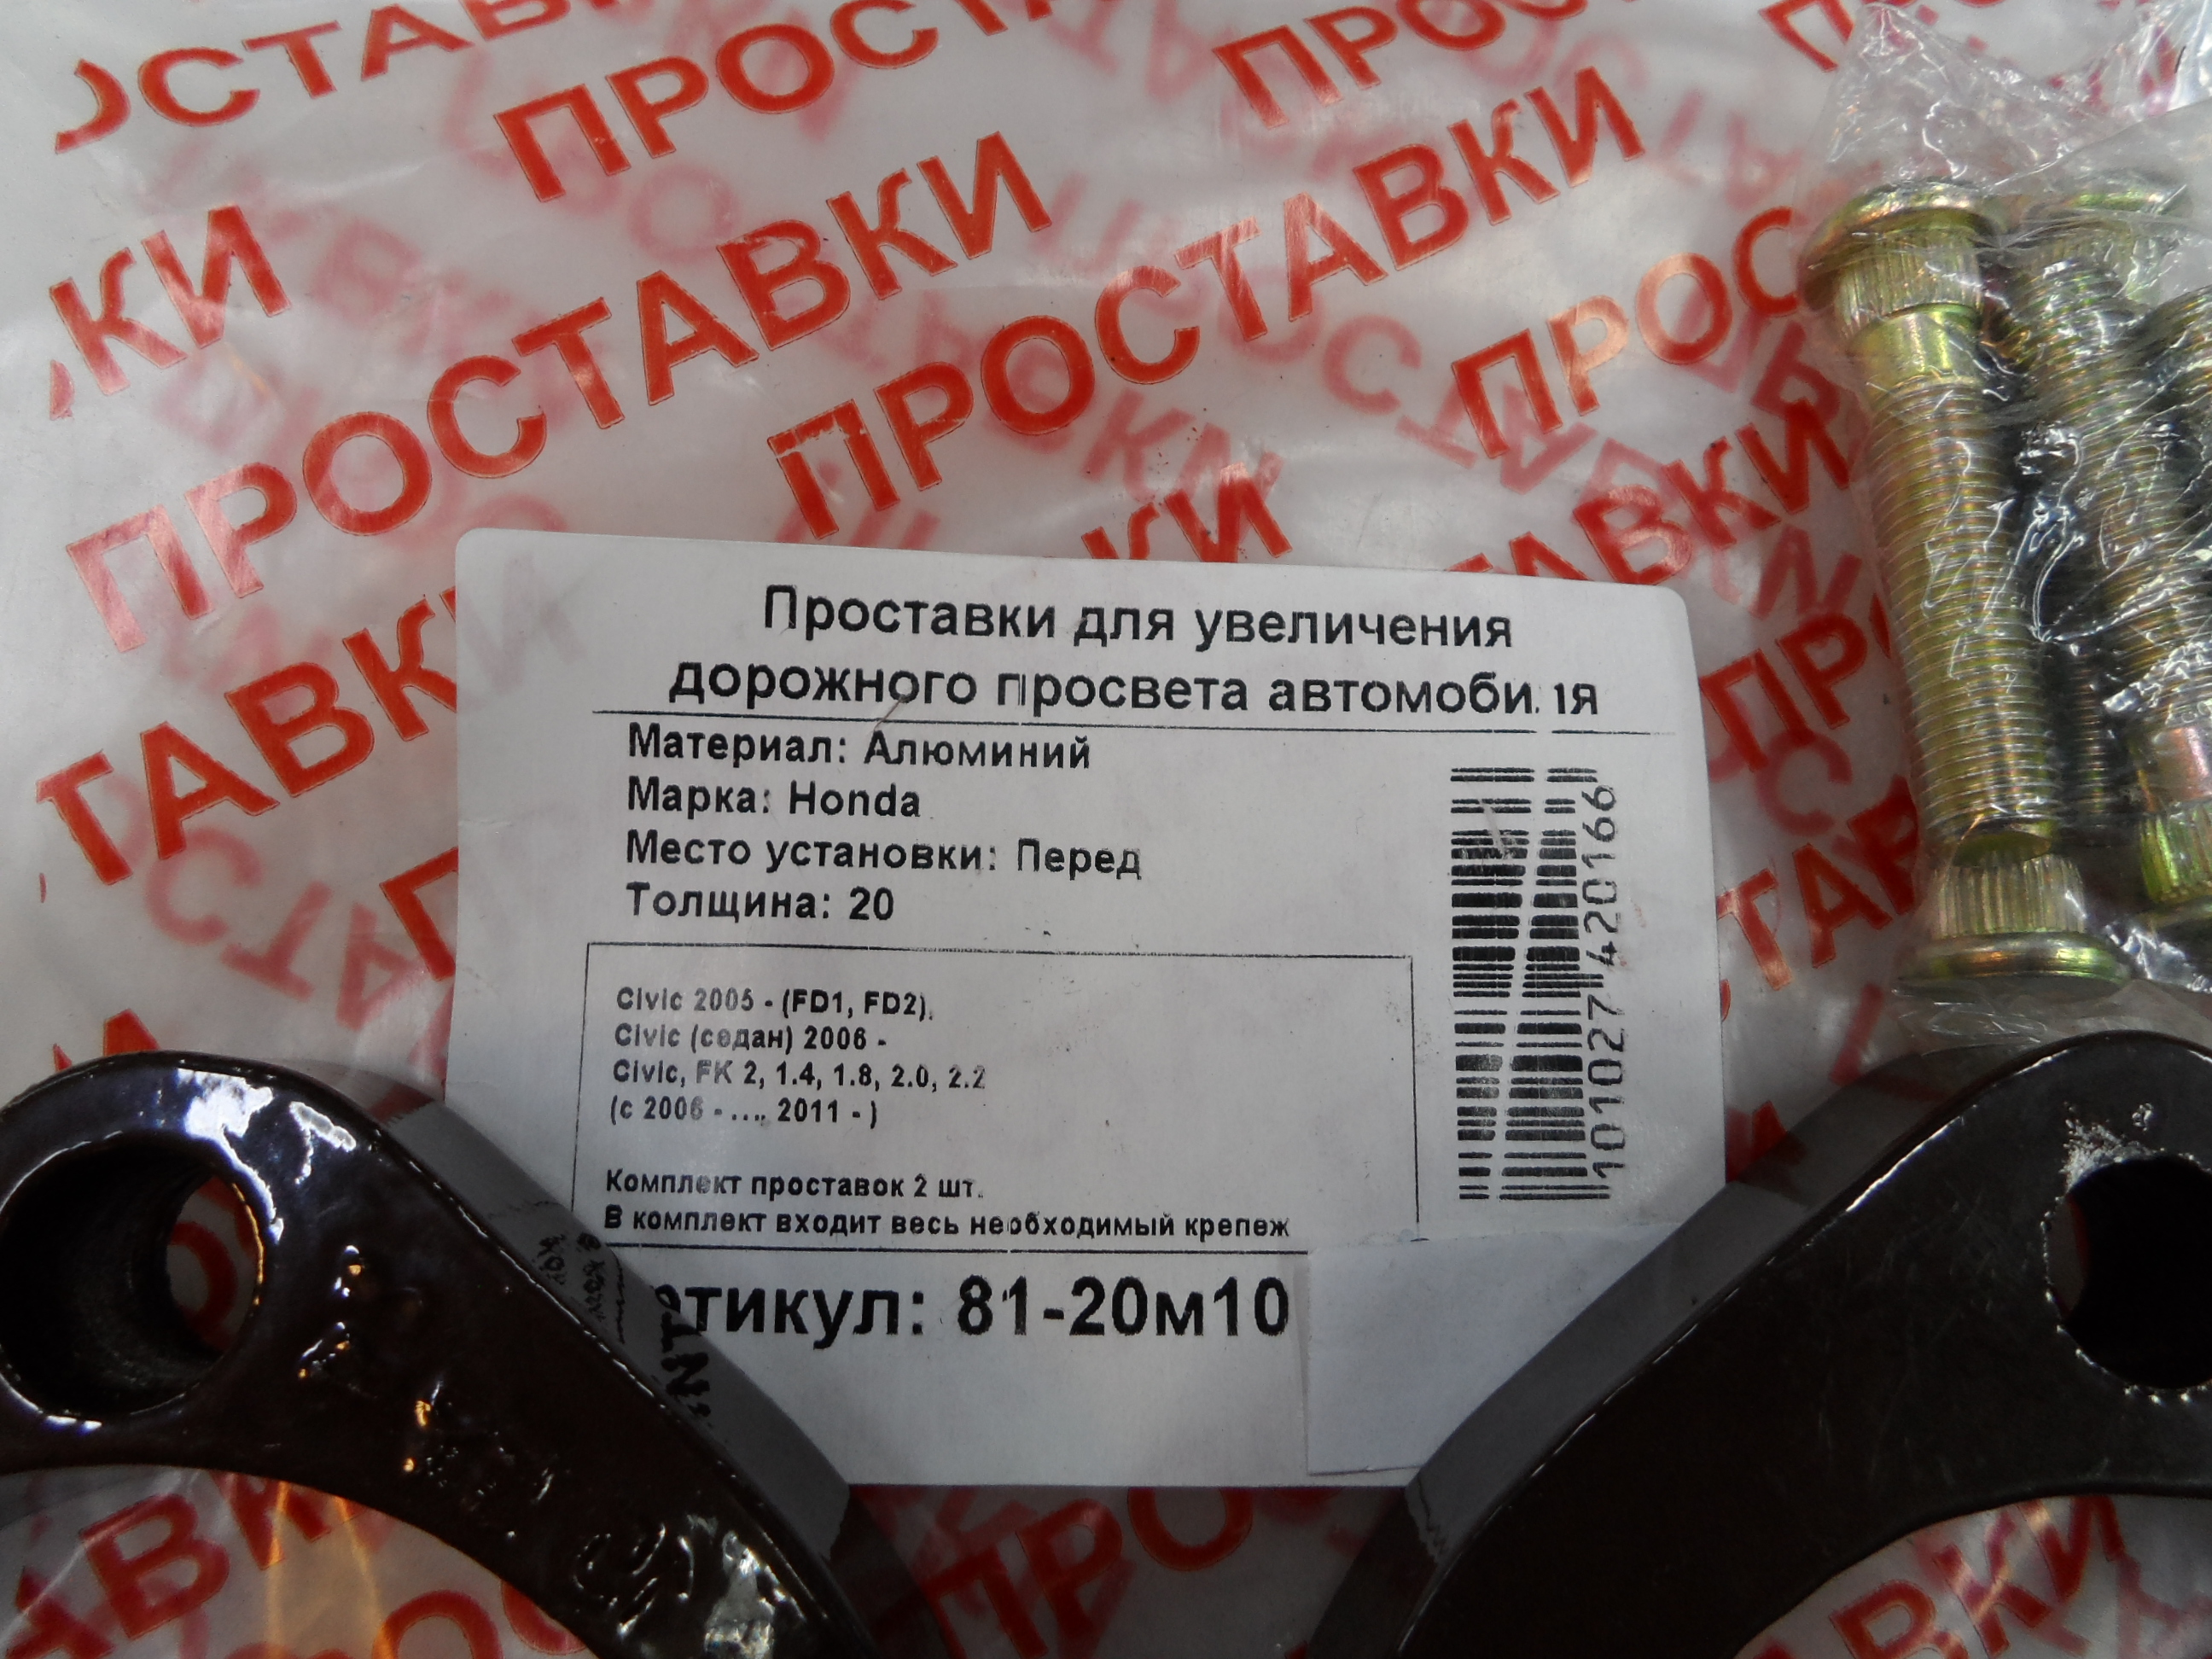 ПРОСТАВКИ
ПРОСТАВКИ
Проставки для увеличения
дорожного просвета автомобиля
Материал: Алюминий
Марка: Honda
Место установки: Перед
Толщина: 20
Civic 2005 - (FD1, FD2),
Civic (седан) 2006 -
Civic, FK 2, 1.4, 1.8, 2.0, 2.2
(с 2006 - ...., 2011 - )
Комплект проставок 2 шт.
В комплект входит весь необходимый крепеж
тикул: 81-20м10
101027420166